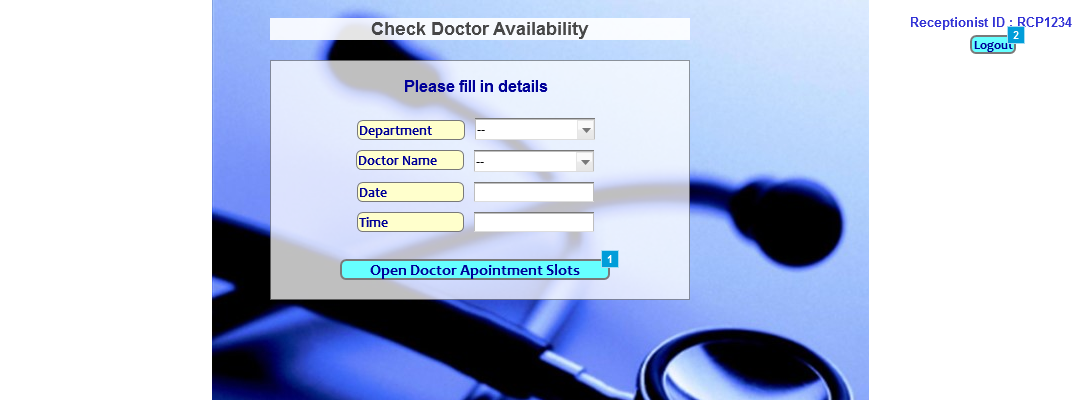 Check Doctor Availability
Receptionist ID : RCP1234
Logout
2
Please fill in details
Department
--
Doctor Name
--
Date
Time
Open Doctor Apointment Slots
1